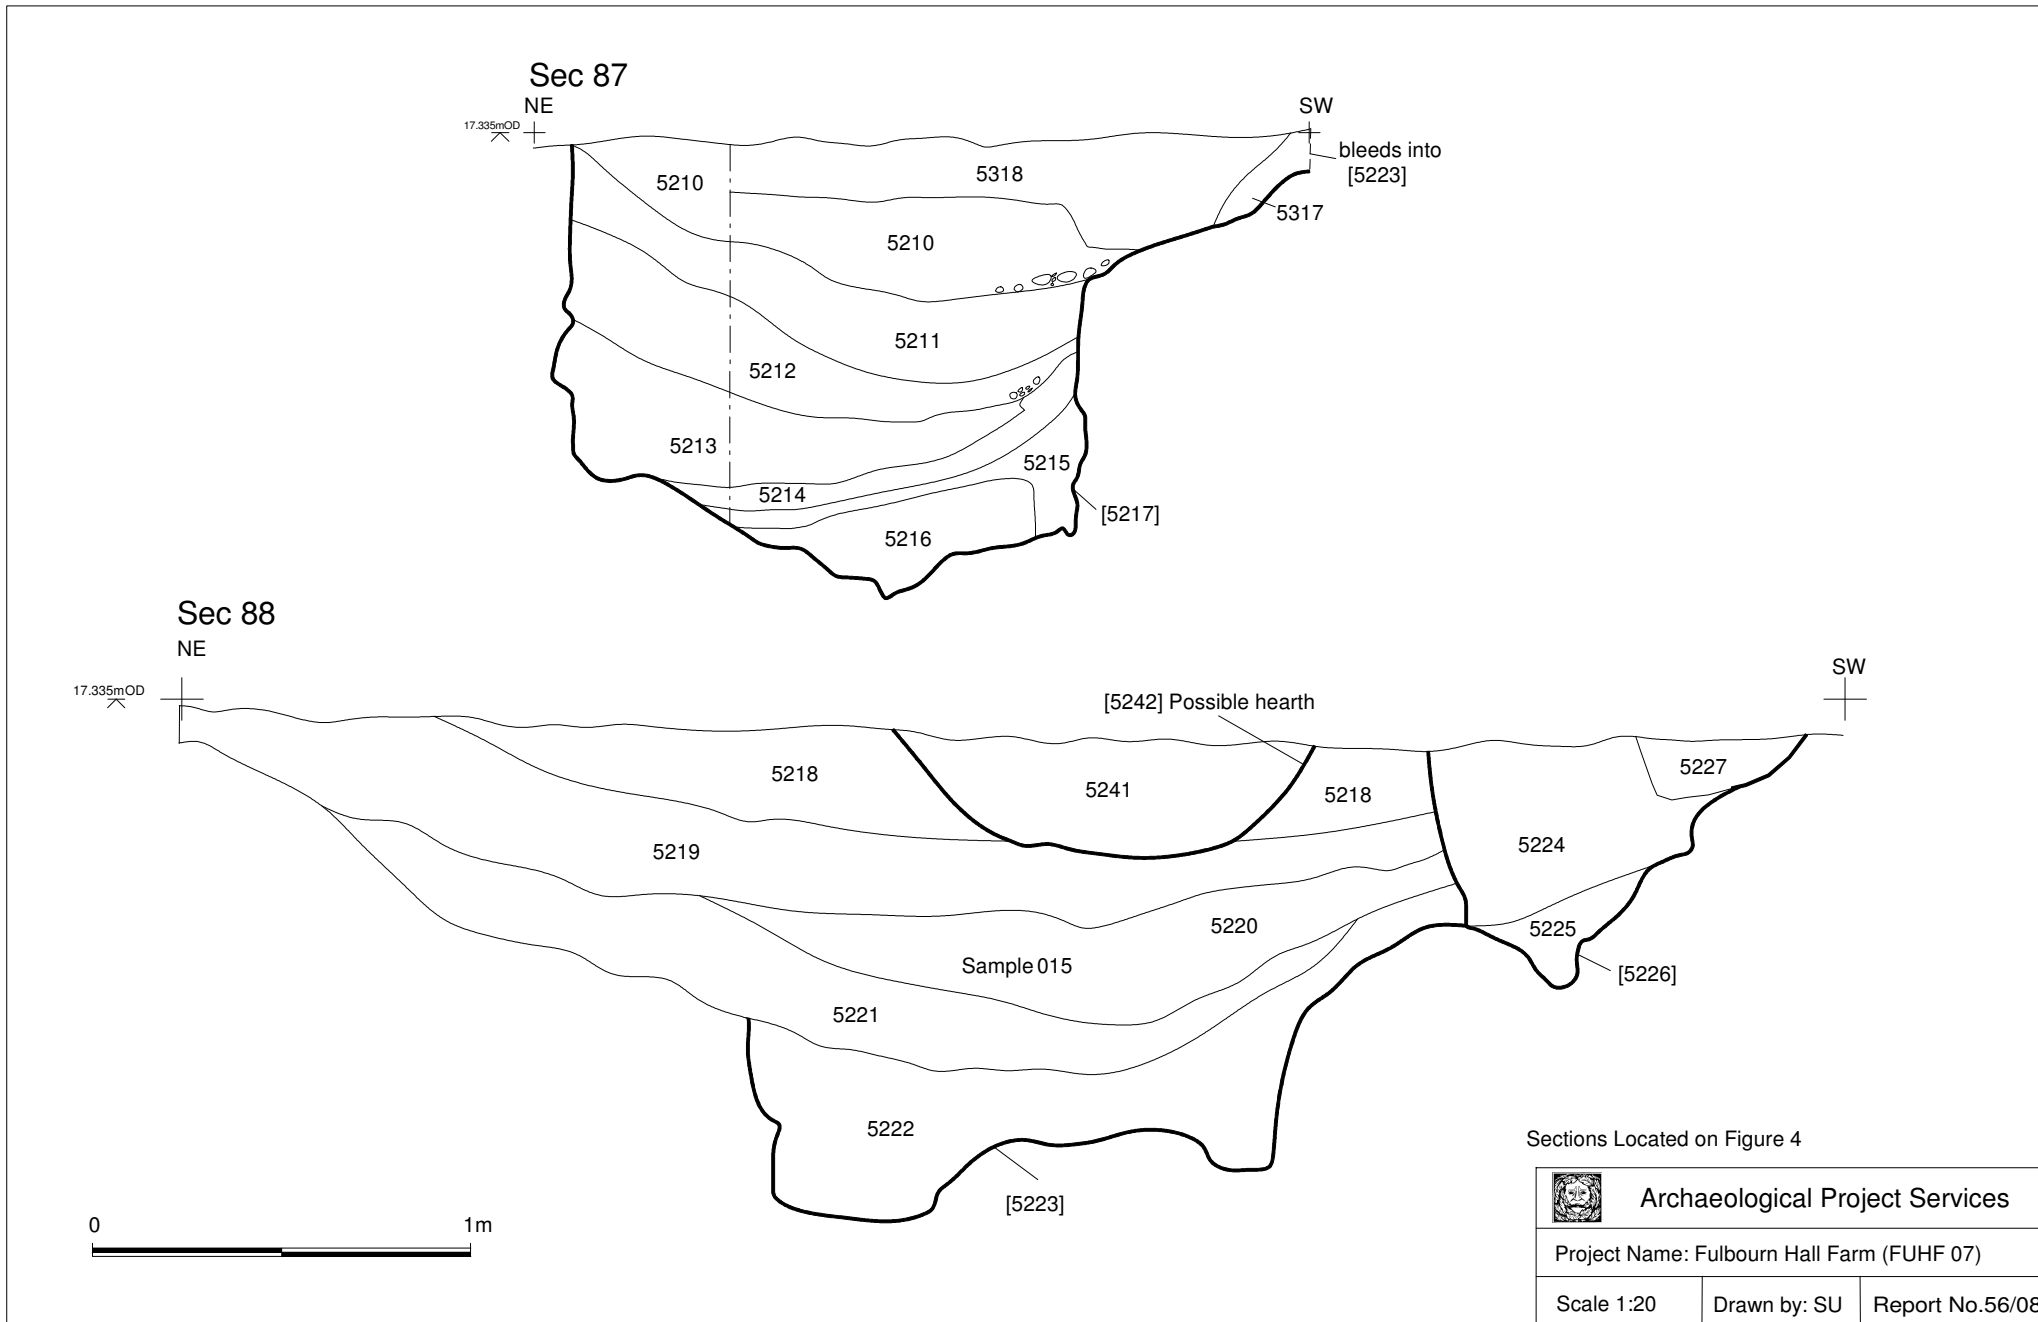 Sec 87
NE
SW
17.335mOD
bleeds into
[5223]
5210
5318
5317
5210
5211
5212
5213
5215
5214
[5217]
5216
Sec 88
NE
SW
17.335mOD
[5242] Possible hearth
5218
5241
5218
5227
5219
5224
5220
5225
Sample 015
[5226]
5221
5222
[5223]
0
1m
Sections Located on Figure 4
Archaeological Project Services
Project Name: Fulbourn Hall Farm (FUHF 07)
Scale 1:20
Drawn by: SU
Report No.56/08